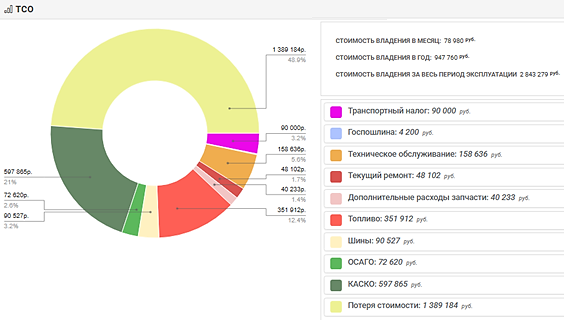 TCO
1 389 184р.
48.9%
90 000р.
3.2%
158 636р.
5.6%
48 102р.
1.7%
40 233р.
1.4%
351 912р.
12.4%
597 865р.
21%
72 620р.
2.6%
90 527р.
3.2%
СТОИМОСТЬ ВЛАДЕНИЯ В МЕСЯЦ: 78 980 руб.
СТОИМОСТЬ ВЛАДЕНИЯ В ГОД: 947 760 руб.
СТОИМОСТЬ ВЛАДЕНИЯ ЗА ВЕСЬ ПЕРИОД ЭКСПЛУАТАЦИИ 2 843 279 руб.
Транспортный налог: 90 000 руб.
Госпошлина: 4 200 руб.
Техническое обслуживание: 158 636 руб.
Текущий ремонт: 48 102 руб.
Дополнительные расходы запчасти: 40 233 руб.
Топливо: 351 912 руб.
Шины: 90 527 руб.
ОСАГО: 72 620 руб.
КАСКО: 597 865 руб.
Потеря стоимости: 1 389 184 руб.